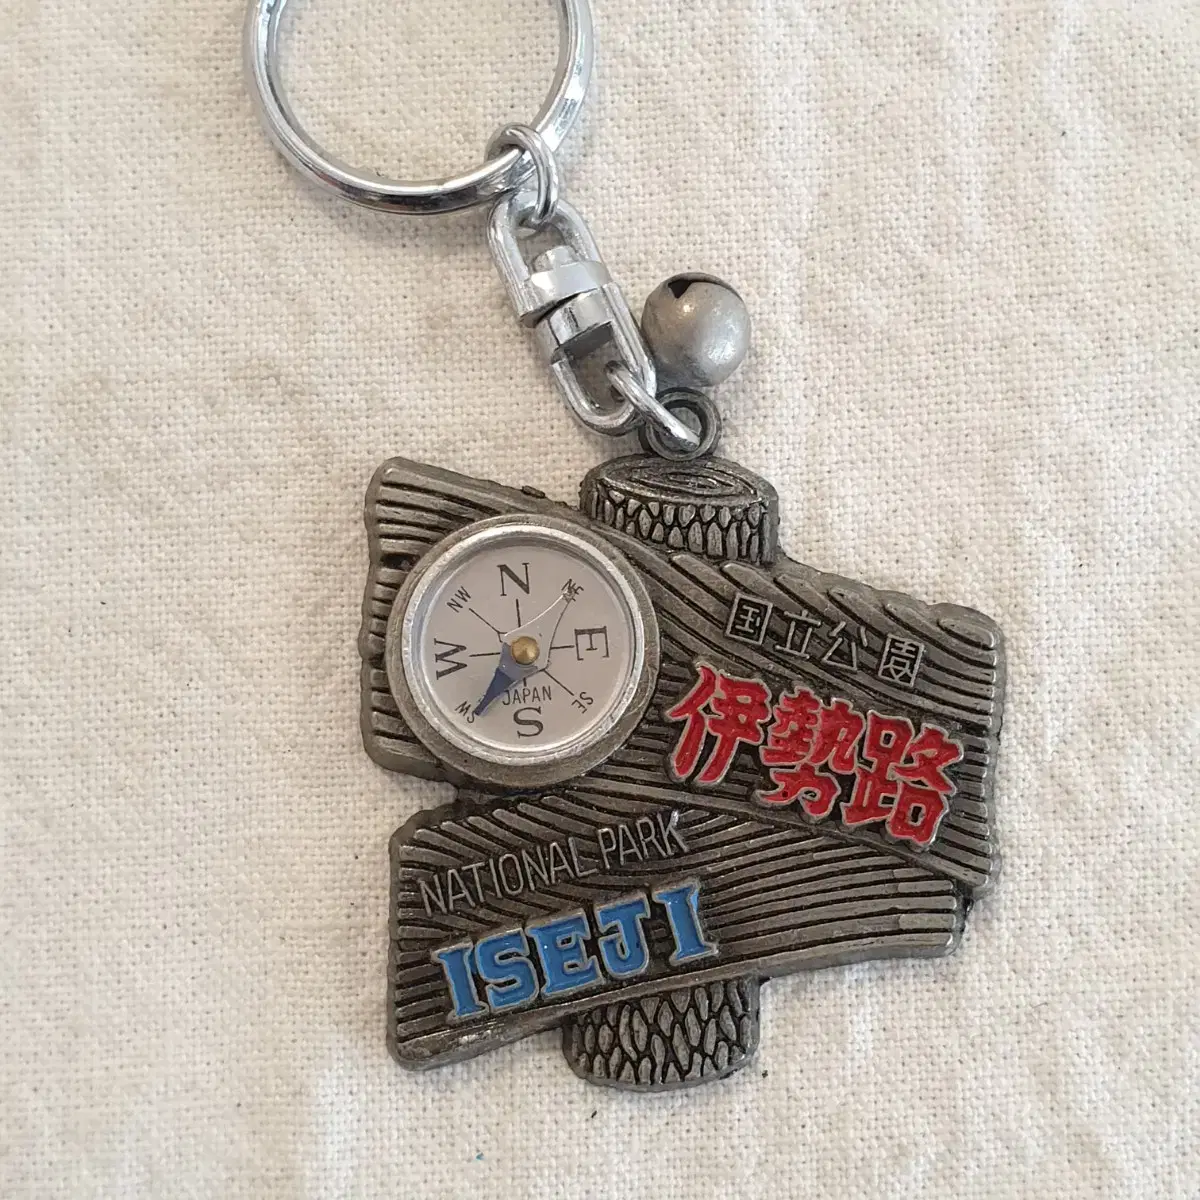 N
NW
NE
W
E
JAPAN
SW
SE
S
国立公園
伊勢路
NATIONAL PARK
ISEJI